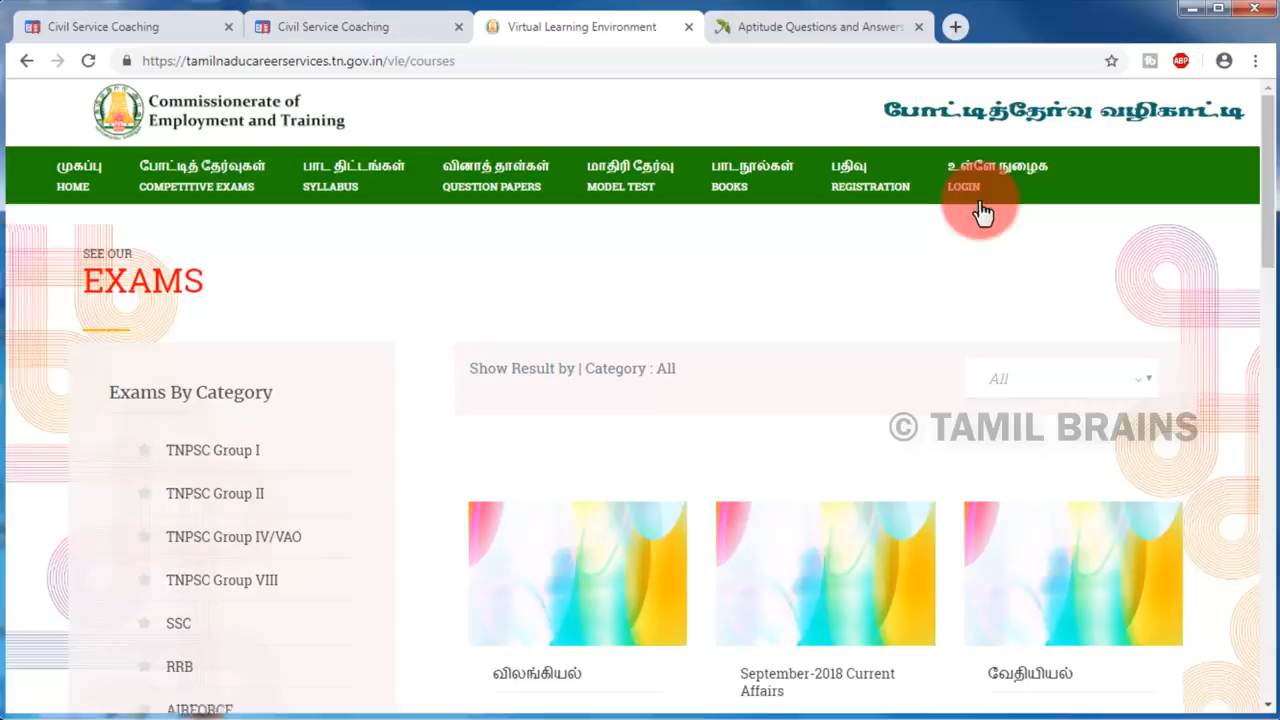 Civil Service Coaching
Civil Service Coaching
Virtual Learning Environment
Aptitude Questions and Answers
https://tamilnaducareerservices.tn.gov.in/vle/courses
ABP
Commissionerate of
Employment and Training
போட்டித்தேர்வு வழிகாட்டி
முகப்பு
HOME
போட்டித் தேர்வுகள்
COMPETITIVE EXAMS
பாட திட்டங்கள்
SYLLABUS
வினாத் தாள்கள்
QUESTION PAPERS
மாதிரி தேர்வு
MODEL TEST
பாடநூல்கள்
BOOKS
பதிவு
REGISTRATION
உள்ளே நுழைக
LOGIN
SEE OUR
EXAMS
Exams By Category
TNPSC Group I
TNPSC Group II
TNPSC Group IV/VAO
TNPSC Group VIII
SSC
RRB
AIRFORCE
Show Result by | Category : All
All
© TAMIL BRAINS
விலங்கியல்
September-2018 Current
Affairs
வேதியியல்